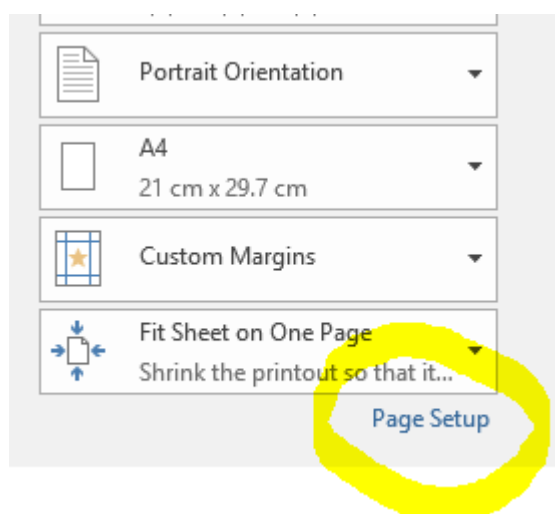 Portrait Orientation
A4
21 cm x 29.7 cm
Custom Margins
Fit Sheet on One Page
Shrink the printout so that it...
Page Setup